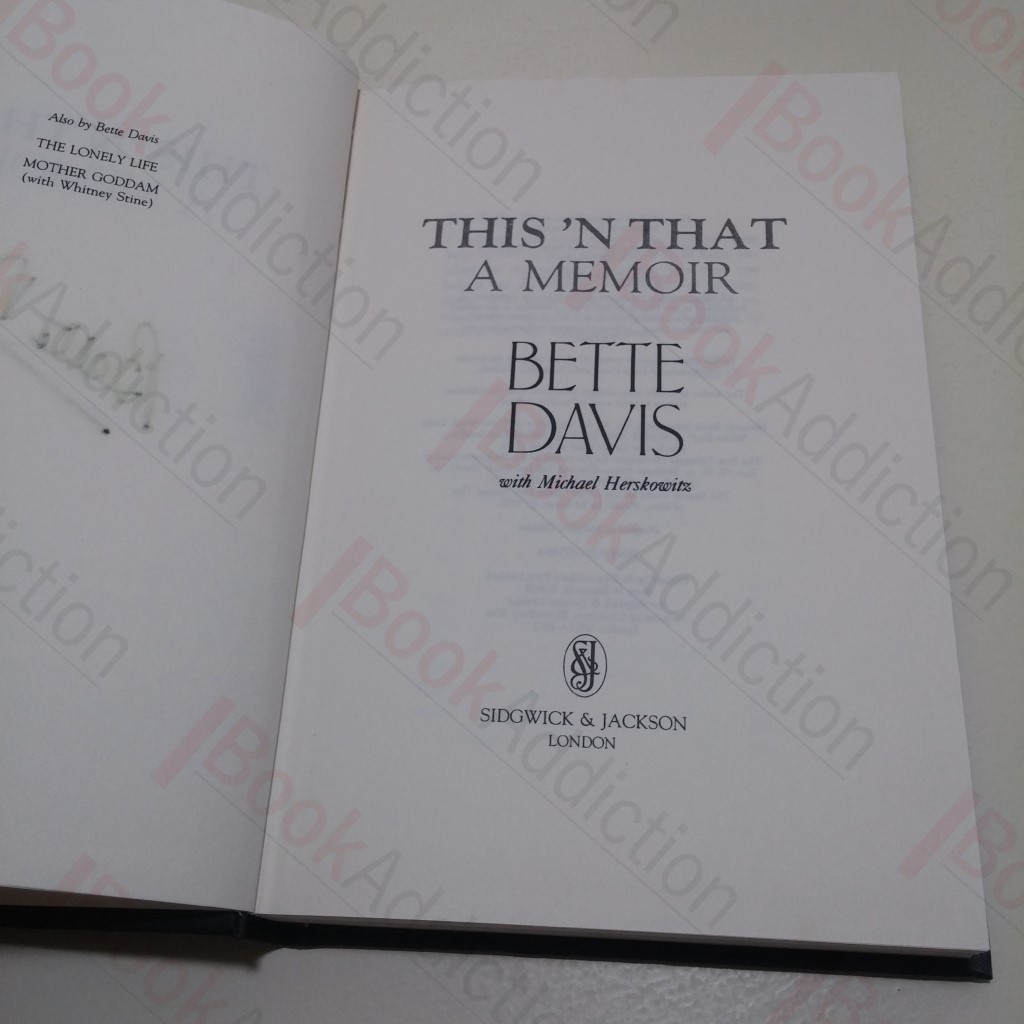 Also by Bette Davis
THE LONELY LIFE
MOTHER GODDAM
(with Whitney Stine)
THIS 'N THAT
A MEMOIR
BETTE
DAVIS
with Michael Herskowitz
S&J
SIDGWICK & JACKSON
LONDON
BookAddiction